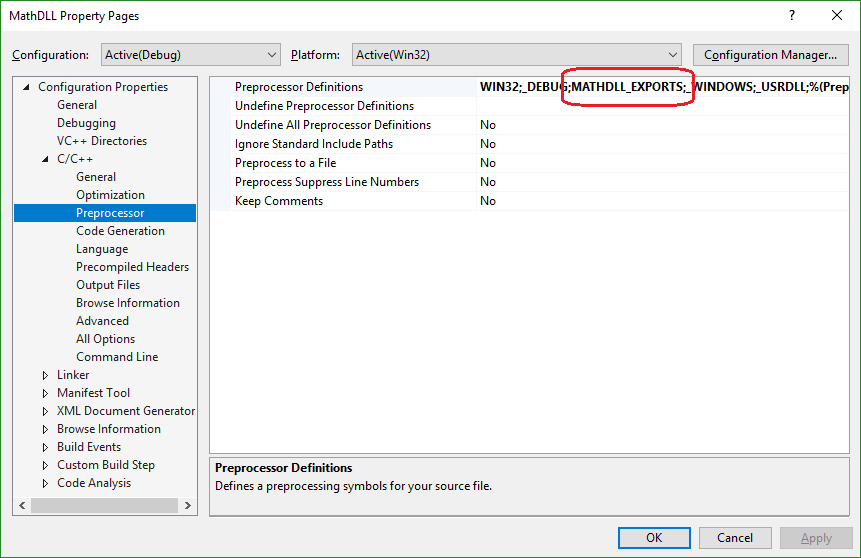 MathDLL Property Pages
?
Configuration: Active(Debug) Platform: Active(Win32) Configuration Manager...
Configuration Properties
General
Debugging
VC++ Directories
C/C++
General
Optimization
Preprocessor
Code Generation
Language
Precompiled Headers
Output Files
Browse Information
Advanced
All Options
Command Line
Linker
Manifest Tool
XML Document Generator
Browse Information
Build Events
Custom Build Step
Code Analysis
Preprocessor Definitions WIN32;_DEBUG;MATHDLL_EXPORTS;_WINDOWS;_USRDLL;%(Prep
Undefine Preprocessor Definitions
Undefine All Preprocessor Definitions No
Ignore Standard Include Paths No
Preprocess to a File No
Preprocess Suppress Line Numbers No
Keep Comments No
Preprocessor Definitions
Defines a preprocessing symbols for your source file.
OK Cancel Apply